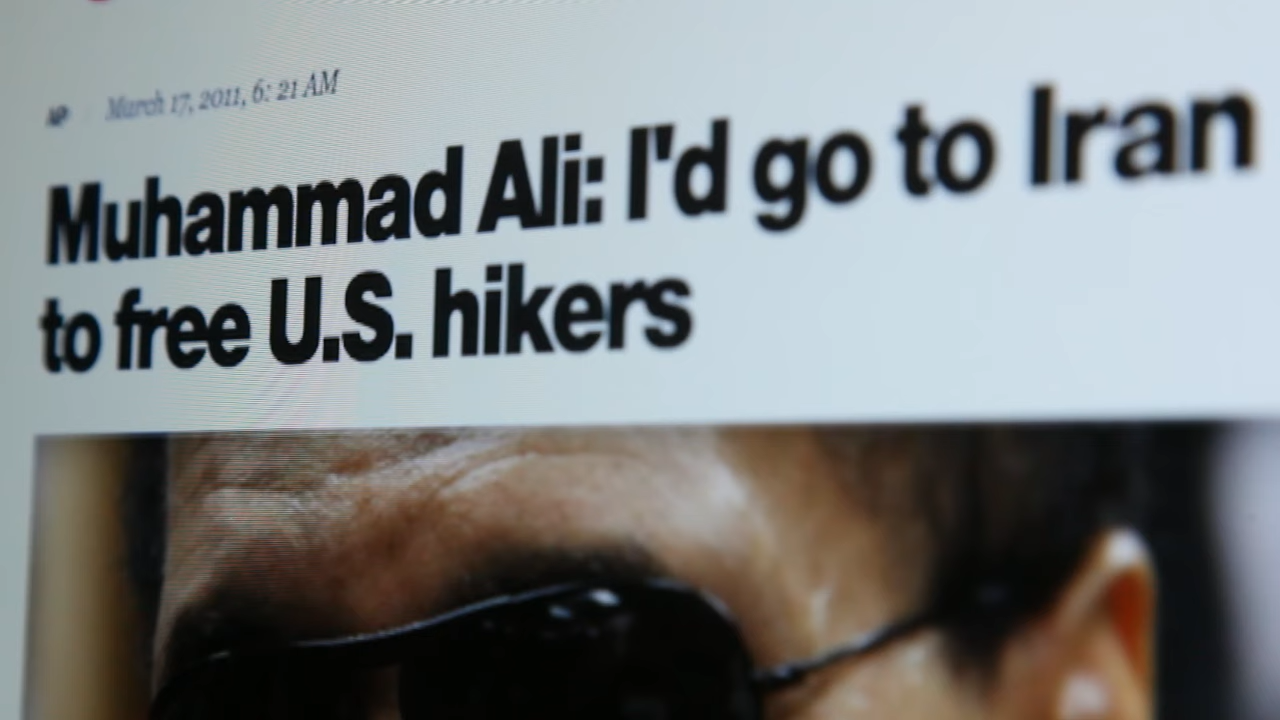 AP March 17, 2011, 6: 21 AM
Muhammad Ali: I'd go to Iran
to free U.S. hikers